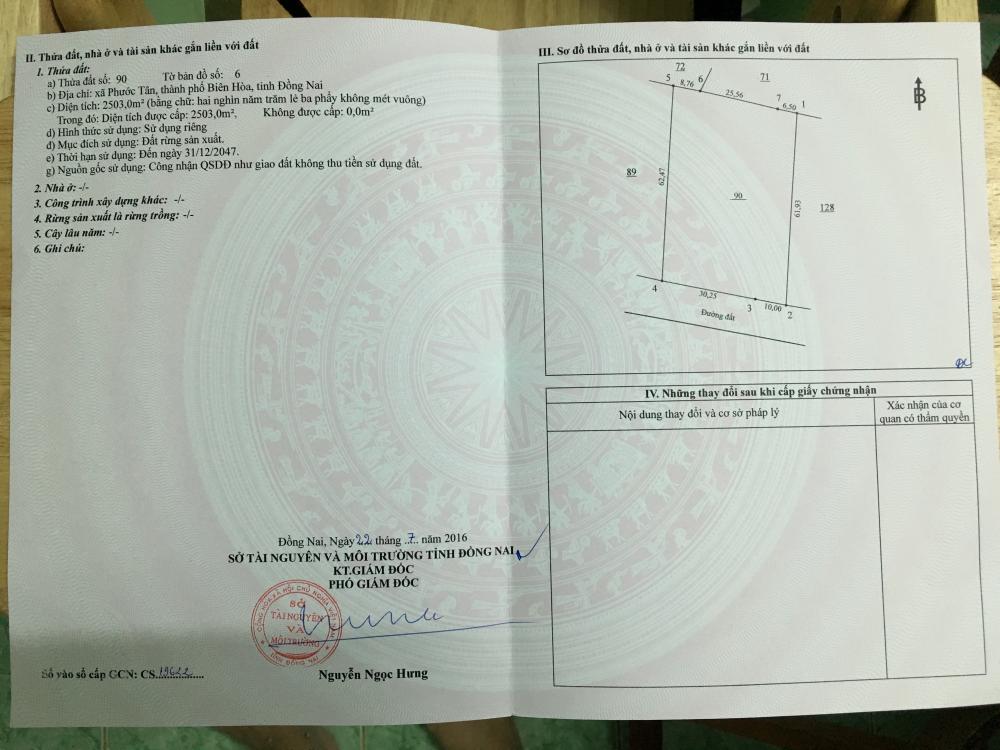 II. Thửa đất, nhà ở và tài sản khác gắn liền với đất
1. Thửa đất:
a) Thửa đất số: 90 Tờ bản đồ số: 6
b) Địa chỉ: xã Phước Tân, thành phố Biên Hòa, tỉnh Đồng Nai
c) Diện tích: 2503,0m² (bằng chữ: hai nghìn năm trăm lẻ ba phẩy không mét vuông)
Trong đó: Diện tích được cấp: 2503,0m², Không được cấp: 0,0m²
d) Hình thức sử dụng: Sử dụng riêng
đ) Mục đích sử dụng: Đất rừng sản xuất.
e) Thời hạn sử dụng: Đến ngày 31/12/2047.
g) Nguồn gốc sử dụng: Công nhận QSDĐ như giao đất không thu tiền sử dụng đất.
2. Nhà ở: -/-
3. Công trình xây dựng khác: -/-
4. Rừng sản xuất là rừng trồng: -/-
5. Cây lâu năm: -/-
6. Ghi chú:
Đồng Nai, Ngày 22 tháng 7 năm 2016
SỞ TÀI NGUYÊN VÀ MÔI TRƯỜNG TỈNH ĐỒNG NAI
KT.GIÁM ĐỐC
PHÓ GIÁM ĐỐC
CỘNG HÒA XÃ HỘI CHỦ NGHĨA VIỆT NAM
SỞ
TÀI NGUYÊN
VÀ
MÔI TRƯỜNG
TỈNH ĐỒNG NAI
Nguyễn Ngọc Hưng
Số vào sổ cấp GCN: CS.19622
III. Sơ đồ thửa đất, nhà ở và tài sản khác gắn liền với đất
72
71
5 8,76 6
25,56
7 6,50 1
B
89
62,47
90
61,93
128
4
30,25
3 10,00 2
Đường đất
IV. Những thay đổi sau khi cấp giấy chứng nhận
Nội dung thay đổi và cơ sở pháp lý
Xác nhận của cơ
quan có thẩm quyền